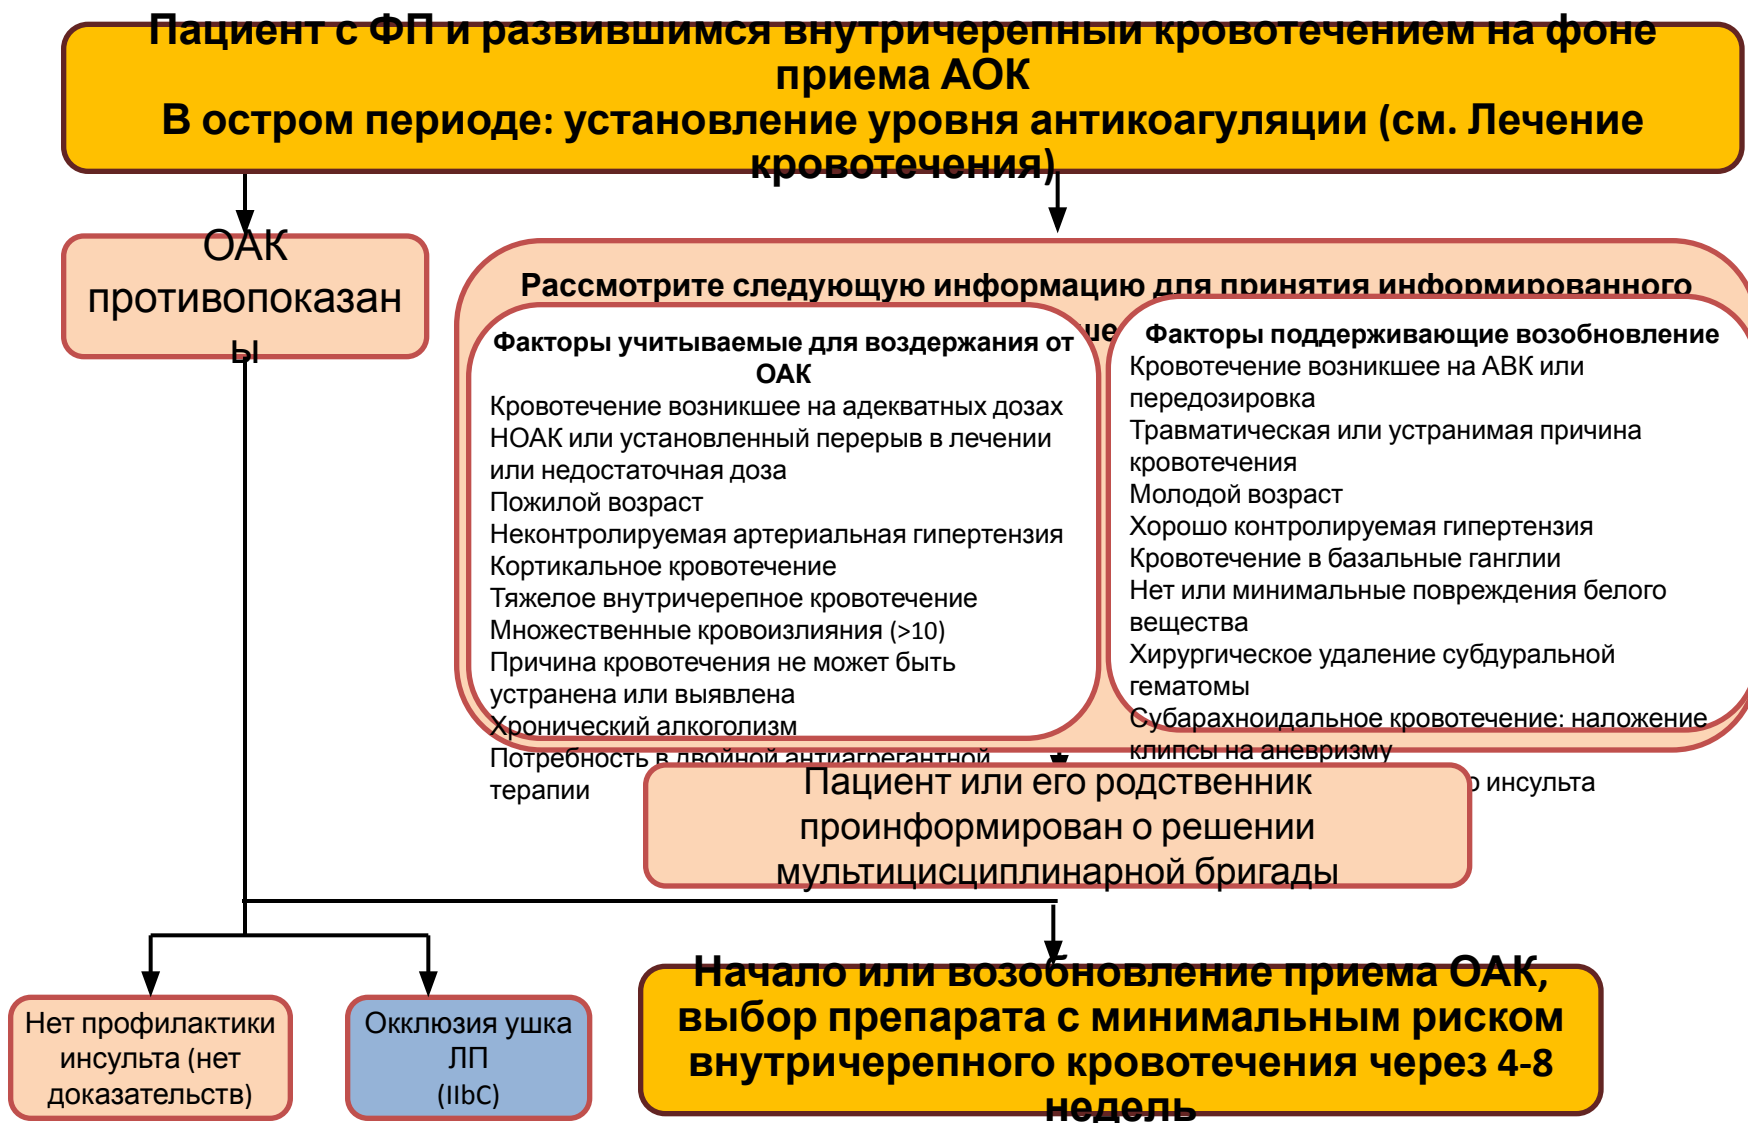 Пациент с ФП и развившимся внутричерепныи кровотечением на фоне
приема АОК
В остром периоде: установление уровня антикоагуляции (см. Лечение
кровотечения)
ОАК
противопоказан
ы
Рассмотрите следующую информацию для принятия информированного
Факторы учитываемые для воздержания от
ОАК
Кровотечение возникшее на адекватных дозах
НОАК или установленный перерыв в лечении
или недостаточная доза
Пожилой возраст
Неконтролируемая артериальная гипертензия
Кортикальное кровотечение
Тяжелое внутричерепное кровотечение
Множественные кровоизлияния (>10)
Причина кровотечения не может быть
устранена или выявлена
Хронический алкоголизм
Потребность в двойной антиагрегантной
терапии
Факторы поддерживающие возобновление
Кровотечение возникшее на АВК или
передозировка
Травматическая или устранимая причина
кровотечения
Молодой возраст
Хорошо контролируемая гипертензия
Кровотечение в базальные ганглии
Нет или минимальные повреждения белого
вещества
Хирургическое удаление субдуральной
гематомы
Субарахноидальное кровотечение: наложение
клипсы на аневризму
инсульта
Пациент или его родственник
проинформирован о решении
мультицисциплинарной бригады
Нет профилактики
инсульта (нет
доказательств)
Окклюзия ушка
ЛП
(IIbC)
Начало или возобновление приема ОАК,
выбор препарата с минимальным риском
внутричерепного кровотечения через 4-8
недель